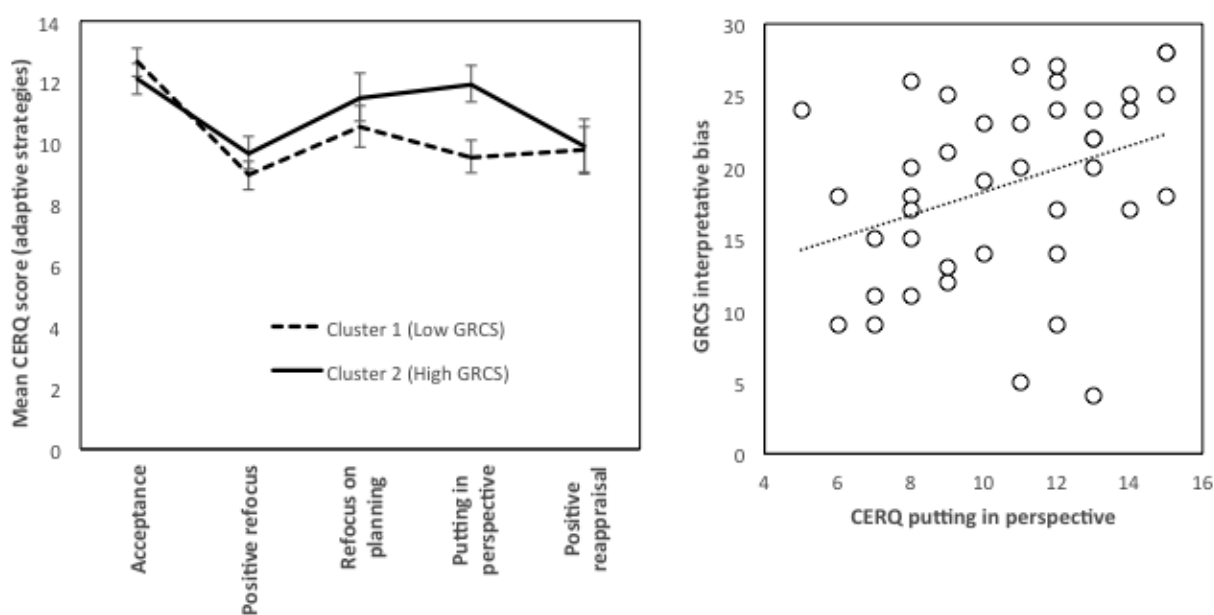 Mean CERQ score (adaptive strategies)
14
12
10
8
6
4
2
0
Cluster 1 (Low GRCS)
Cluster 2 (High GRCS)
Acceptance
Positive refocus
Refocus on
planning
Putting in
perspective
Positive
reappraisal
GRCS interpretative bias
30
25
20
15
10
5
0
4
6
8
10
12
14
16
CERQ putting in perspective